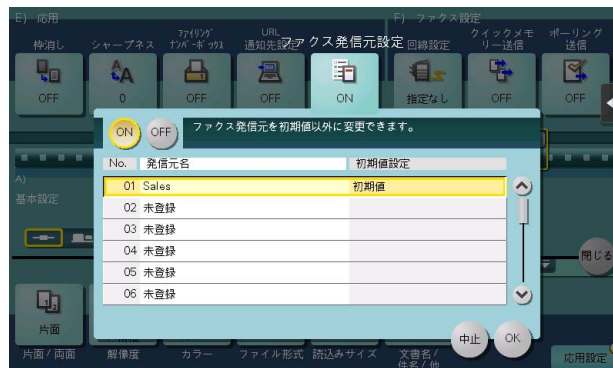 E) 応用
F) ファクス設定
枠消し
シャープネス
ファイリング
ナンバーボックス
URL
通知先設定
ファクス発信元設定
回線設定
クイックメモ
リー送信
ポーリング
送信
OFF
0
OFF
OFF
ON
指定なし
OFF
OFF
ON
OFF
ファクス発信元を初期値以外に変更できます。
No. 発信元名 初期値設定
01 Sales 初期値
02 未登録
03 未登録
04 未登録
05 未登録
06 未登録
A)
基本設定
閉じる
片面
中止
OK
片面/両面
解像度
カラー
ファイル形式
読込みサイズ
文書名/
件名/他
応用設定